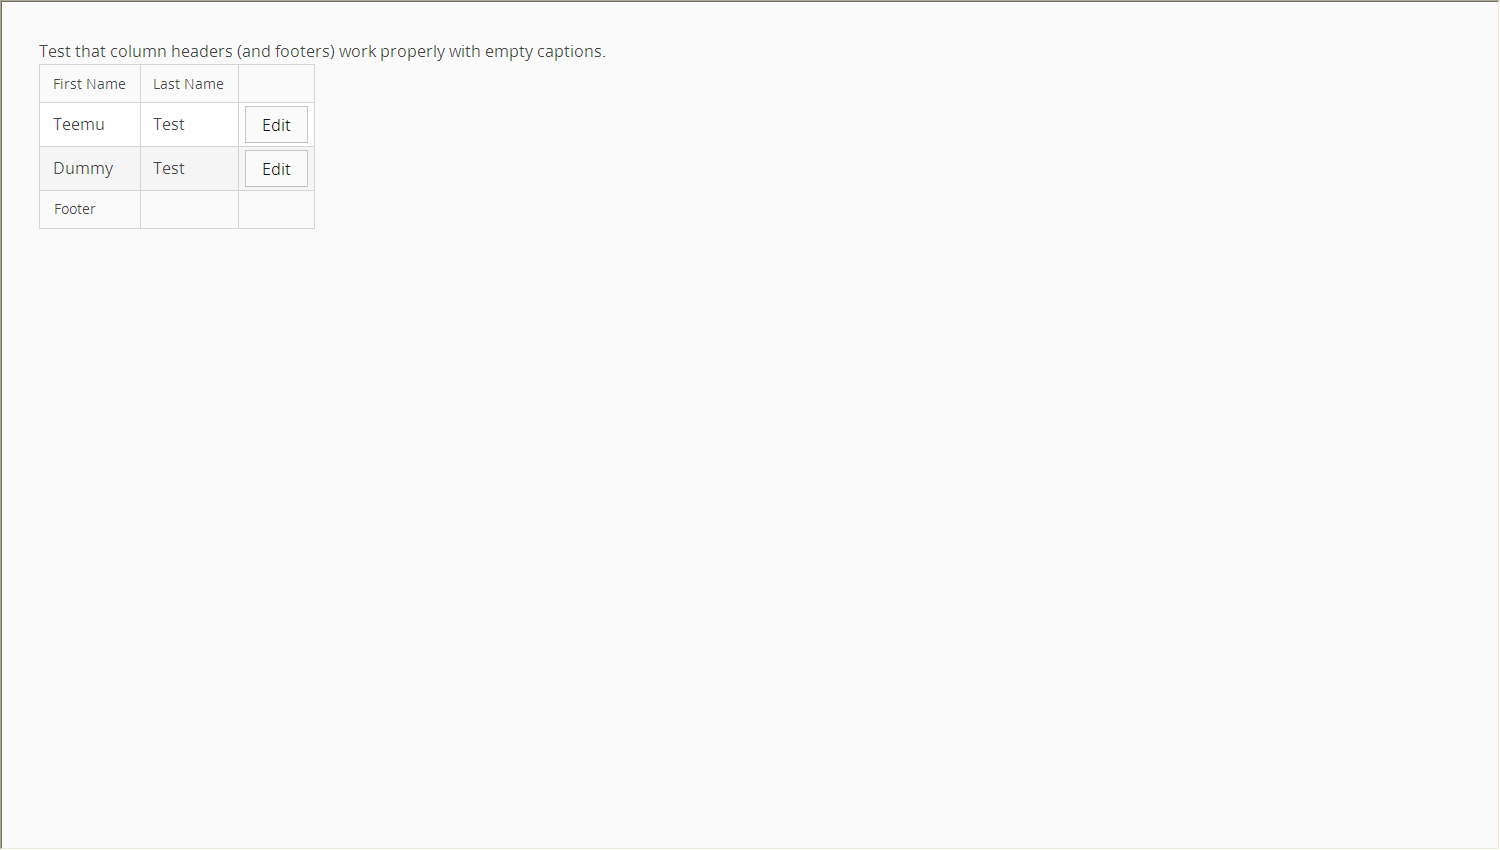 Test that column headers (and footers) work properly with empty captions.
First Name Last Name
Teemu Test Edit
Dummy Test Edit
Footer